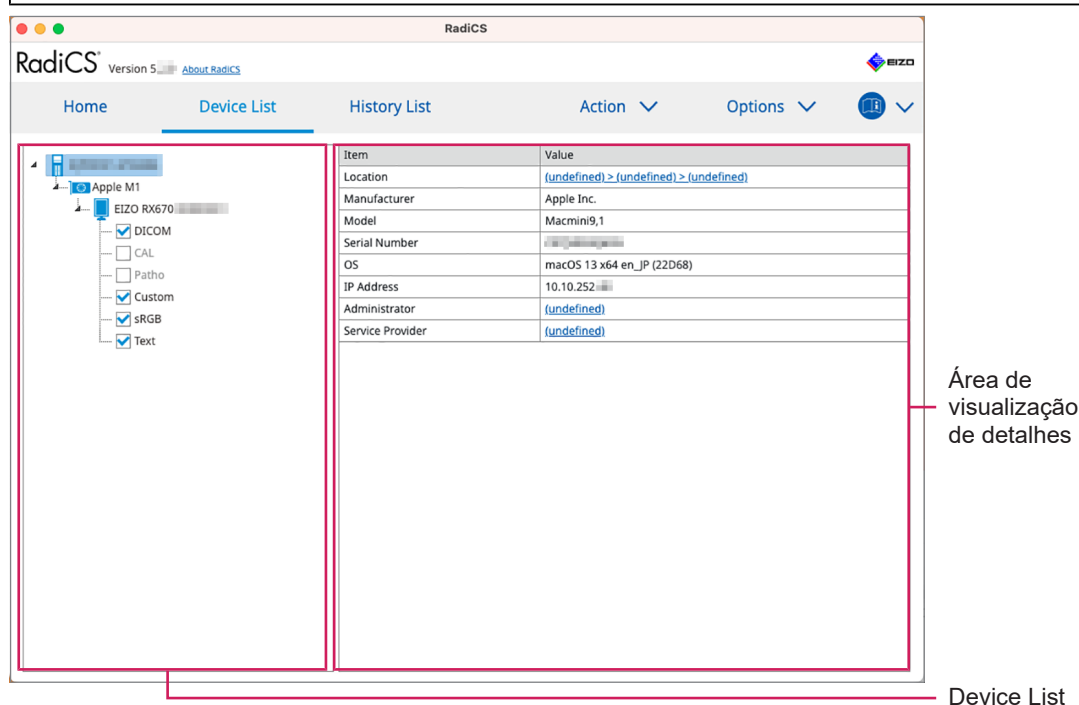 RadiCS
RadiCS® Version 5. About RadiCS
EIZO
Home Device List History List Action Options
Apple M1
EIZO RX670
DICOM
CAL
Patho
Custom
sRGB
Text
Item Value
Location (undefined) > (undefined) > (undefined)
Manufacturer Apple Inc.
Model Macmini9,1
Serial Number
OS macOS 13 x64 en_JP (22D68)
IP Address 10.10.252
Administrator (undefined)
Service Provider (undefined)
Área de
visualização
de detalhes
Device List